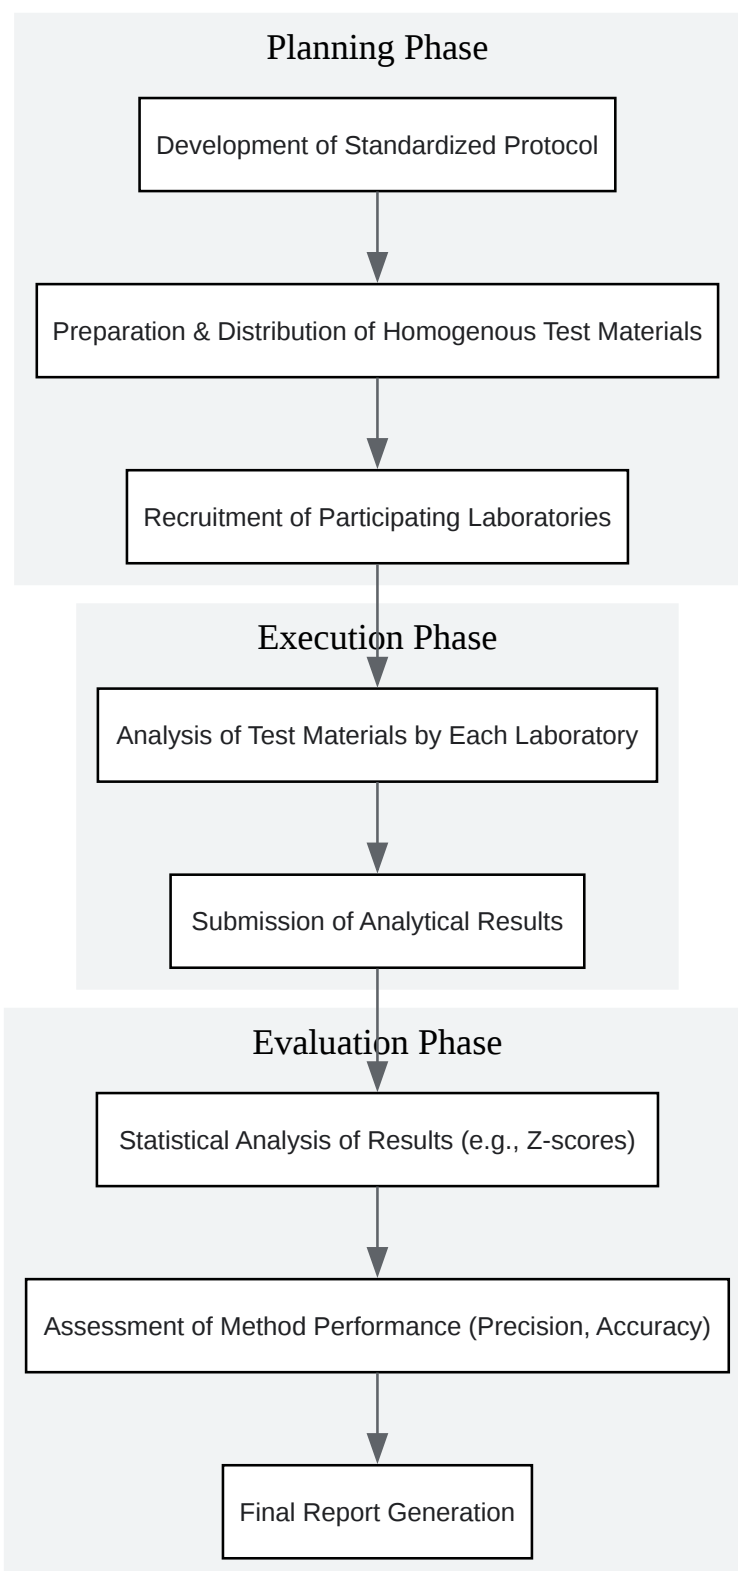 Planning Phase
Development of Standardized Protocol
Preparation & Distribution of Homogenous Test Materials
Recruitment of Participating Laboratories
Execution Phase
Analysis of Test Materials by Each Laboratory
Submission of Analytical Results
Evaluation Phase
Statistical Analysis of Results (e.g., Z-scores)
Assessment of Method Performance (Precision, Accuracy)
Final Report Generation